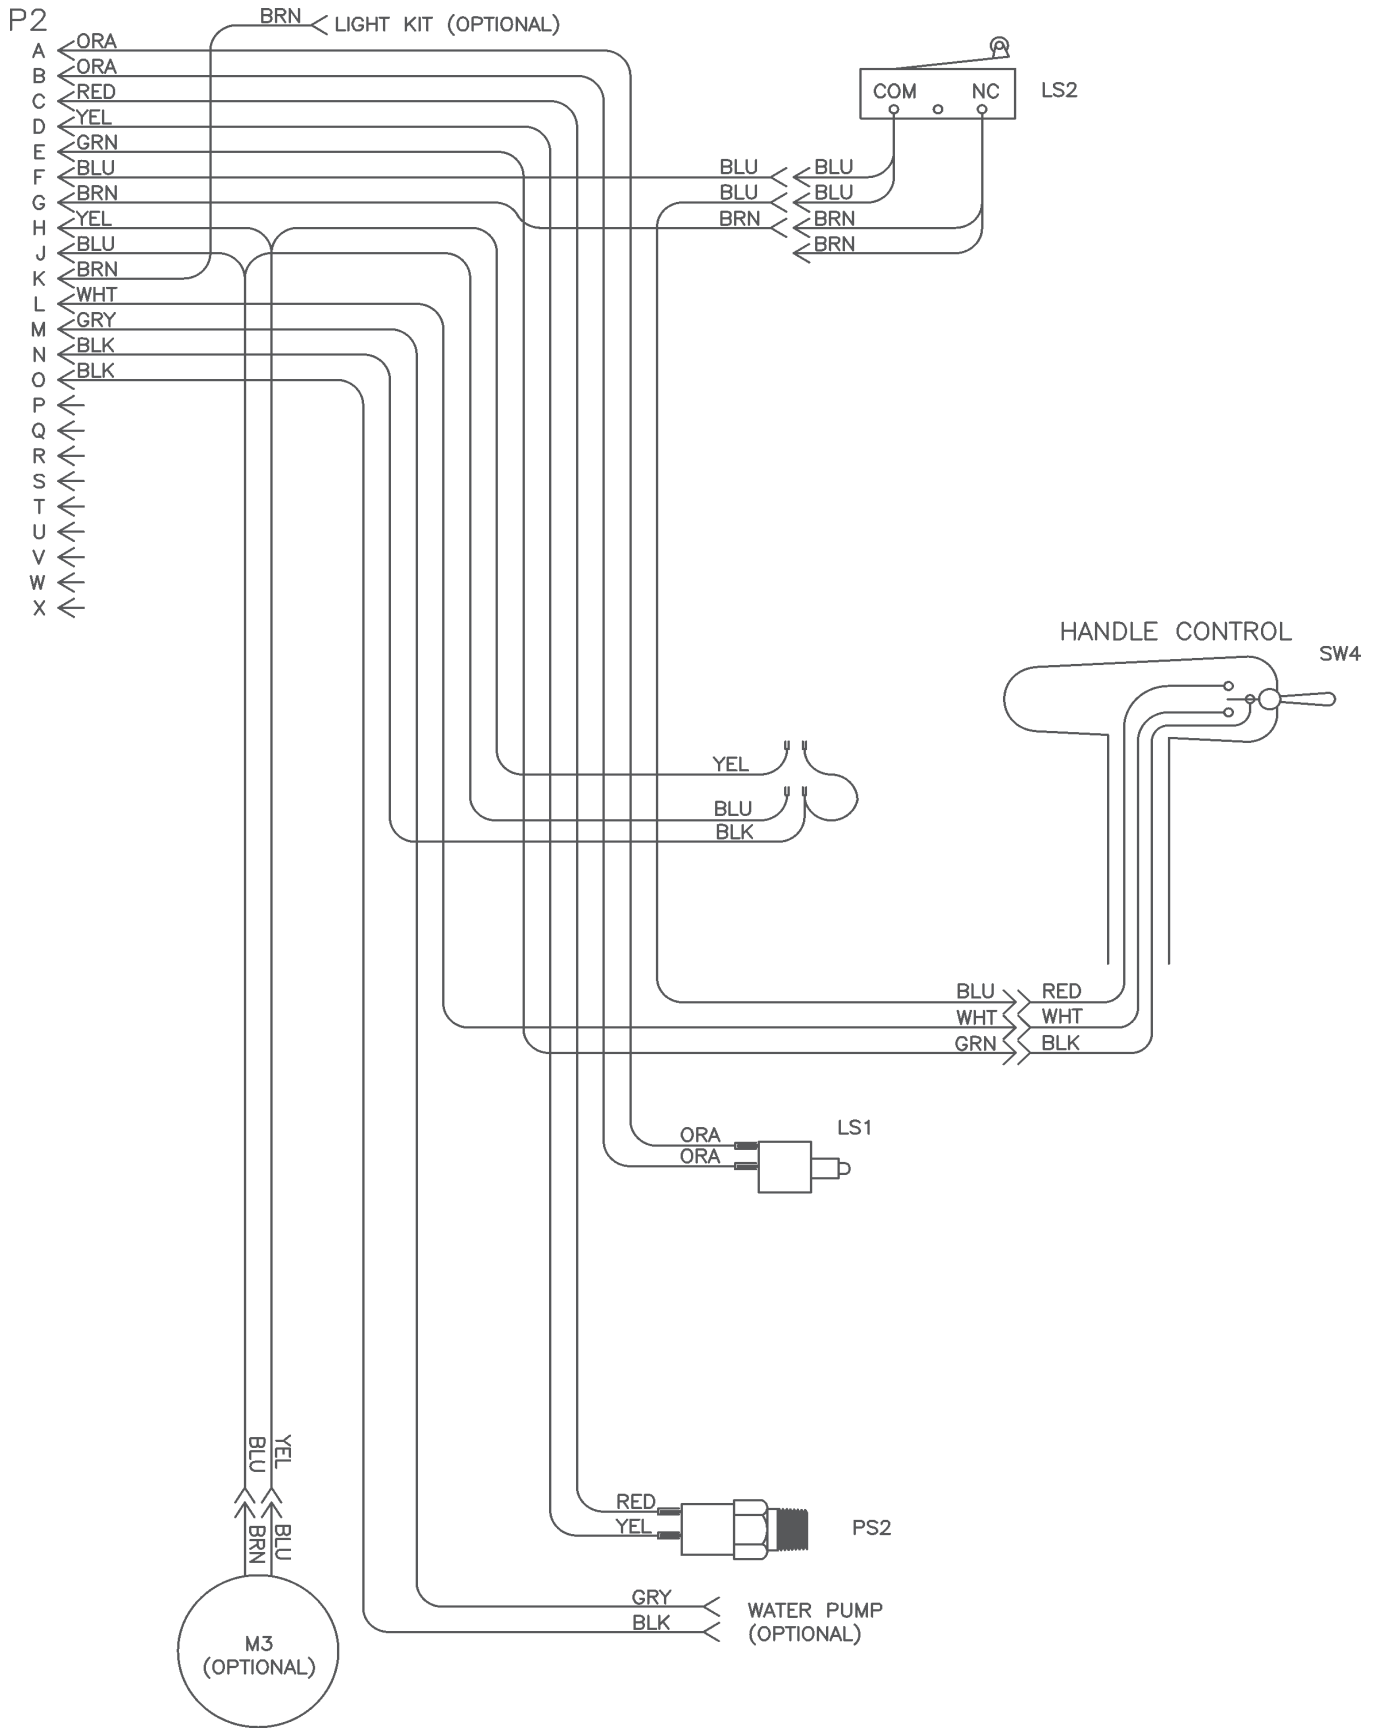 P2
BRN
LIGHT KIT (OPTIONAL)
A ORA
B ORA
C RED
D YEL
E GRN
F BLU
G BRN
H YEL
J BLU
K BRN
L WHT
M GRY
N BLK
O BLK
P
Q
R
S
T
U
V
W
X
COM NC
LS2
BLU BLU
BLU BLU
BRN BRN
BRN
HANDLE CONTROL
SW4
YEL
BLU
BLK
BLU RED
WHT WHT
GRN BLK
LS1
ORA
ORA
BLU YEL
BRN BLU
RED
YEL
PS2
GRY
BLK
WATER PUMP
(OPTIONAL)
M3
(OPTIONAL)